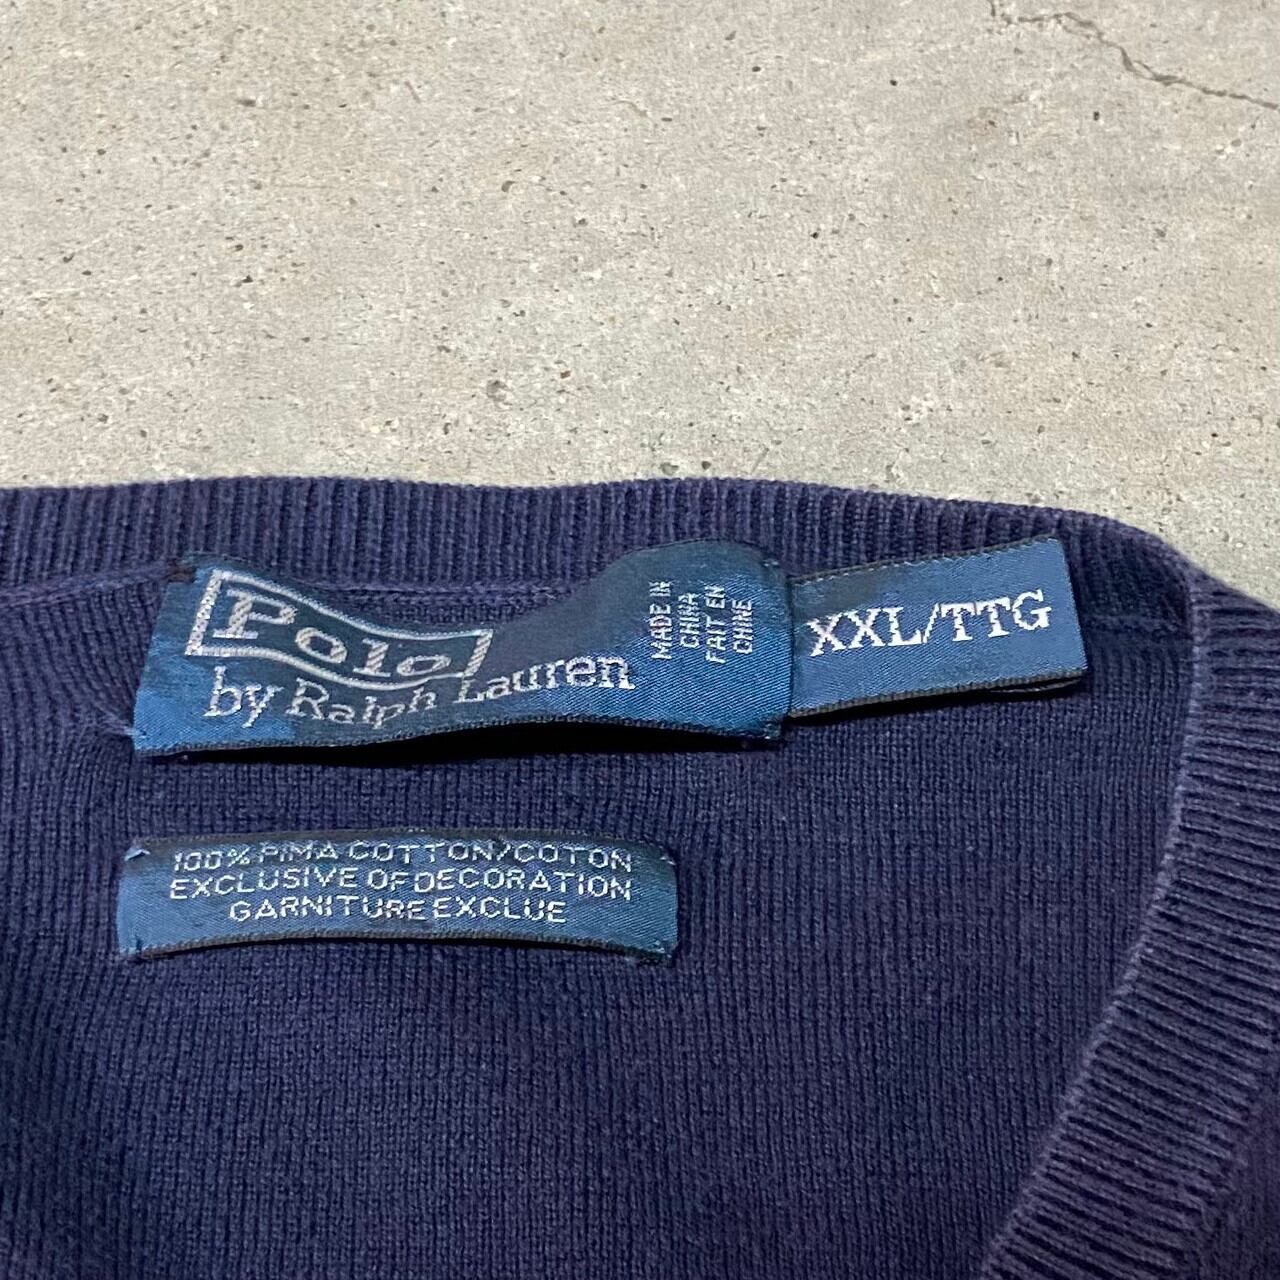 Polo
by Ralph Lauren
MADE IN
CHINA
FAIT EN
CHINE
XXL/TTG
100% PIMA COTTON/COTON
EXCLUSIVE OF DECORATION
GARNITURE EXCLUE